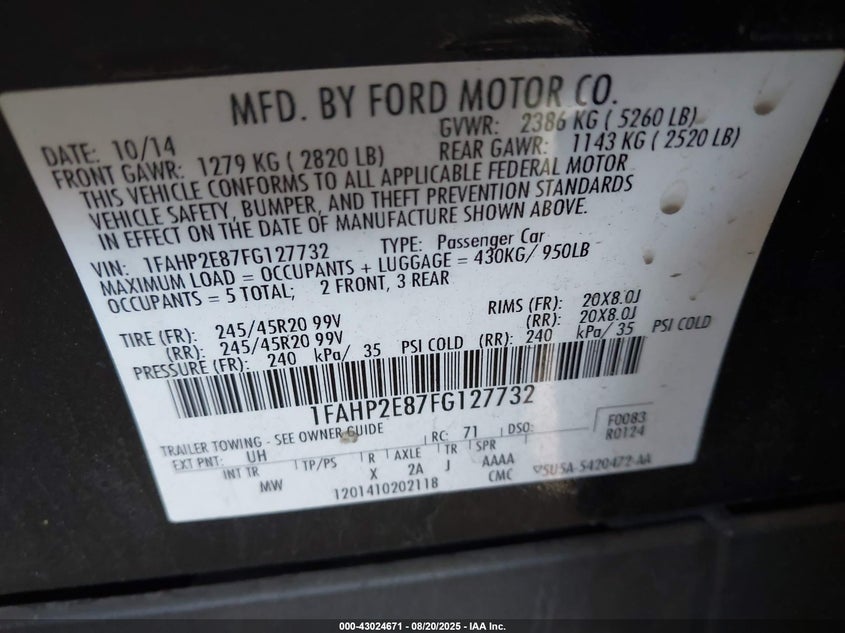 MFD. BY FORD MOTOR CO.
DATE: 10/14 GVWR: 2386 KG ( 5260 LB)
FRONT GAWR: 1279 KG ( 2820 LB) REAR GAWR: 1143 KG ( 2520 LB)
THIS VEHICLE CONFORMS TO ALL APPLICABLE FEDERAL MOTOR
VEHICLE SAFETY, BUMPER, AND THEFT PREVENTION STANDARDS
IN EFFECT ON THE DATE OF MANUFACTURE SHOWN ABOVE.
VIN: 1FAHP2E87FG127732 TYPE: Passenger Car
MAXIMUM LOAD = OCCUPANTS + LUGGAGE = 430KG/ 950LB
OCCUPANTS = 5 TOTAL; 2 FRONT, 3 REAR
TIRE (FR): 245/45R20 99V RIMS (FR): 20X8.0J
(RR): 245/45R20 99V (RR): 20X8.0J
PRESSURE (FR): 240 kPa/ 35 PSI COLD (RR): 240 kPa/ 35 PSI COLD
1FAHP2E87FG127732
TRAILER TOWING - SEE OWNER GUIDE RC: 71 DSO: F0083
EXT PNT: UH R0124
INT TR TP/PS R AXLE TR SPR
MW X 2A J AAAA
1201410202118 CMC 5U5A-5420472-AA
000-43024671 - 08/20/2025 - IAA Inc.